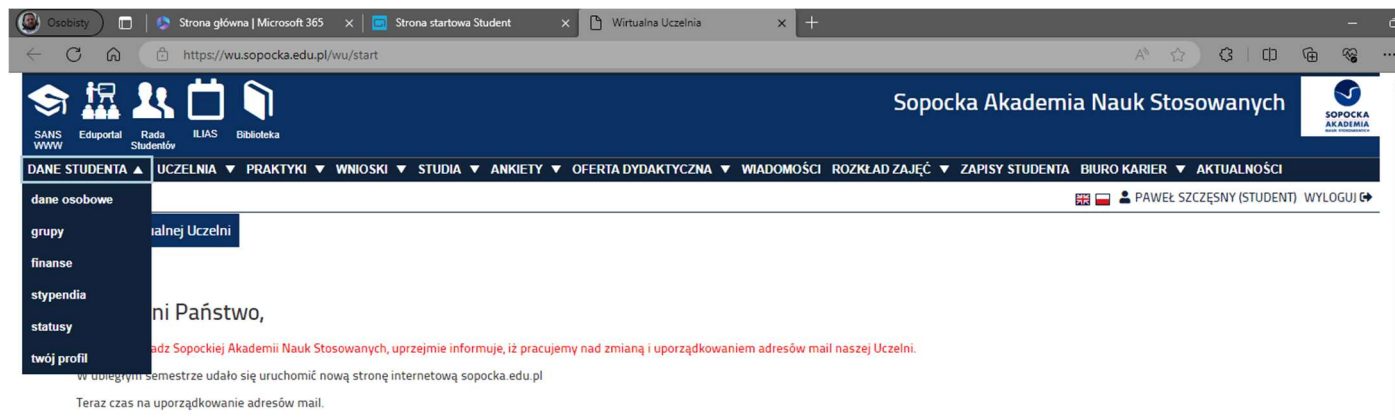 Osobisty
Strona główna | Microsoft 365
Strona startowa Student
Wirtualna Uczelnia
https://wu.sopocka.edu.pl/wu/start
SANS WWW
Eduportal
Rada Studentów
ILIAS
Biblioteka
Sopocka Akademia Nauk Stosowanych
SOPOCKA
AKADEMIA
DANE STUDENTA ▲ UCZELNIA ▼ PRAKTYKI ▼ WNIOSKI ▼ STUDIA ▼ ANKIETY ▼ OFERTA DYDAKTYCZNA ▼ WIADOMOŚCI ROZKŁAD ZAJĘĆ ▼ ZAPISY STUDENTA BIURO KARIER ▼ AKTUALNOŚCI
dane osobowe
PAWEŁ SZCZĘSNY (STUDENT) WYLOGUJ
grupy
ialnej Uczelni
finanse
stypendia
ni Państwo,
statusy
adz Sopockiej Akademii Nauk Stosowanych, uprzejmie informuje, iż pracujemy nad zmianą i uporządkowaniem adresów mail naszej Uczelni.
twój profil
W ubiegłym semestrze udało się uruchomić nową stronę internetową sopocka.edu.pl
Teraz czas na uporządkowanie adresów mail.